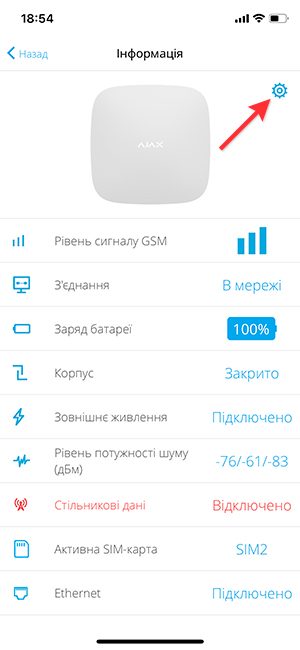 18:54
Назад
Інформація
AJAX
Рівень сигналу GSM
З'єднання В мережі
Заряд батареї 100%
Корпус Закрито
Зовнішнє живлення Підключено
Рівень потужності шуму
(дБм) -76/-61/-83
Стільникові дані Відключено
Активна SIM-карта SIM2
Ethernet Підключено